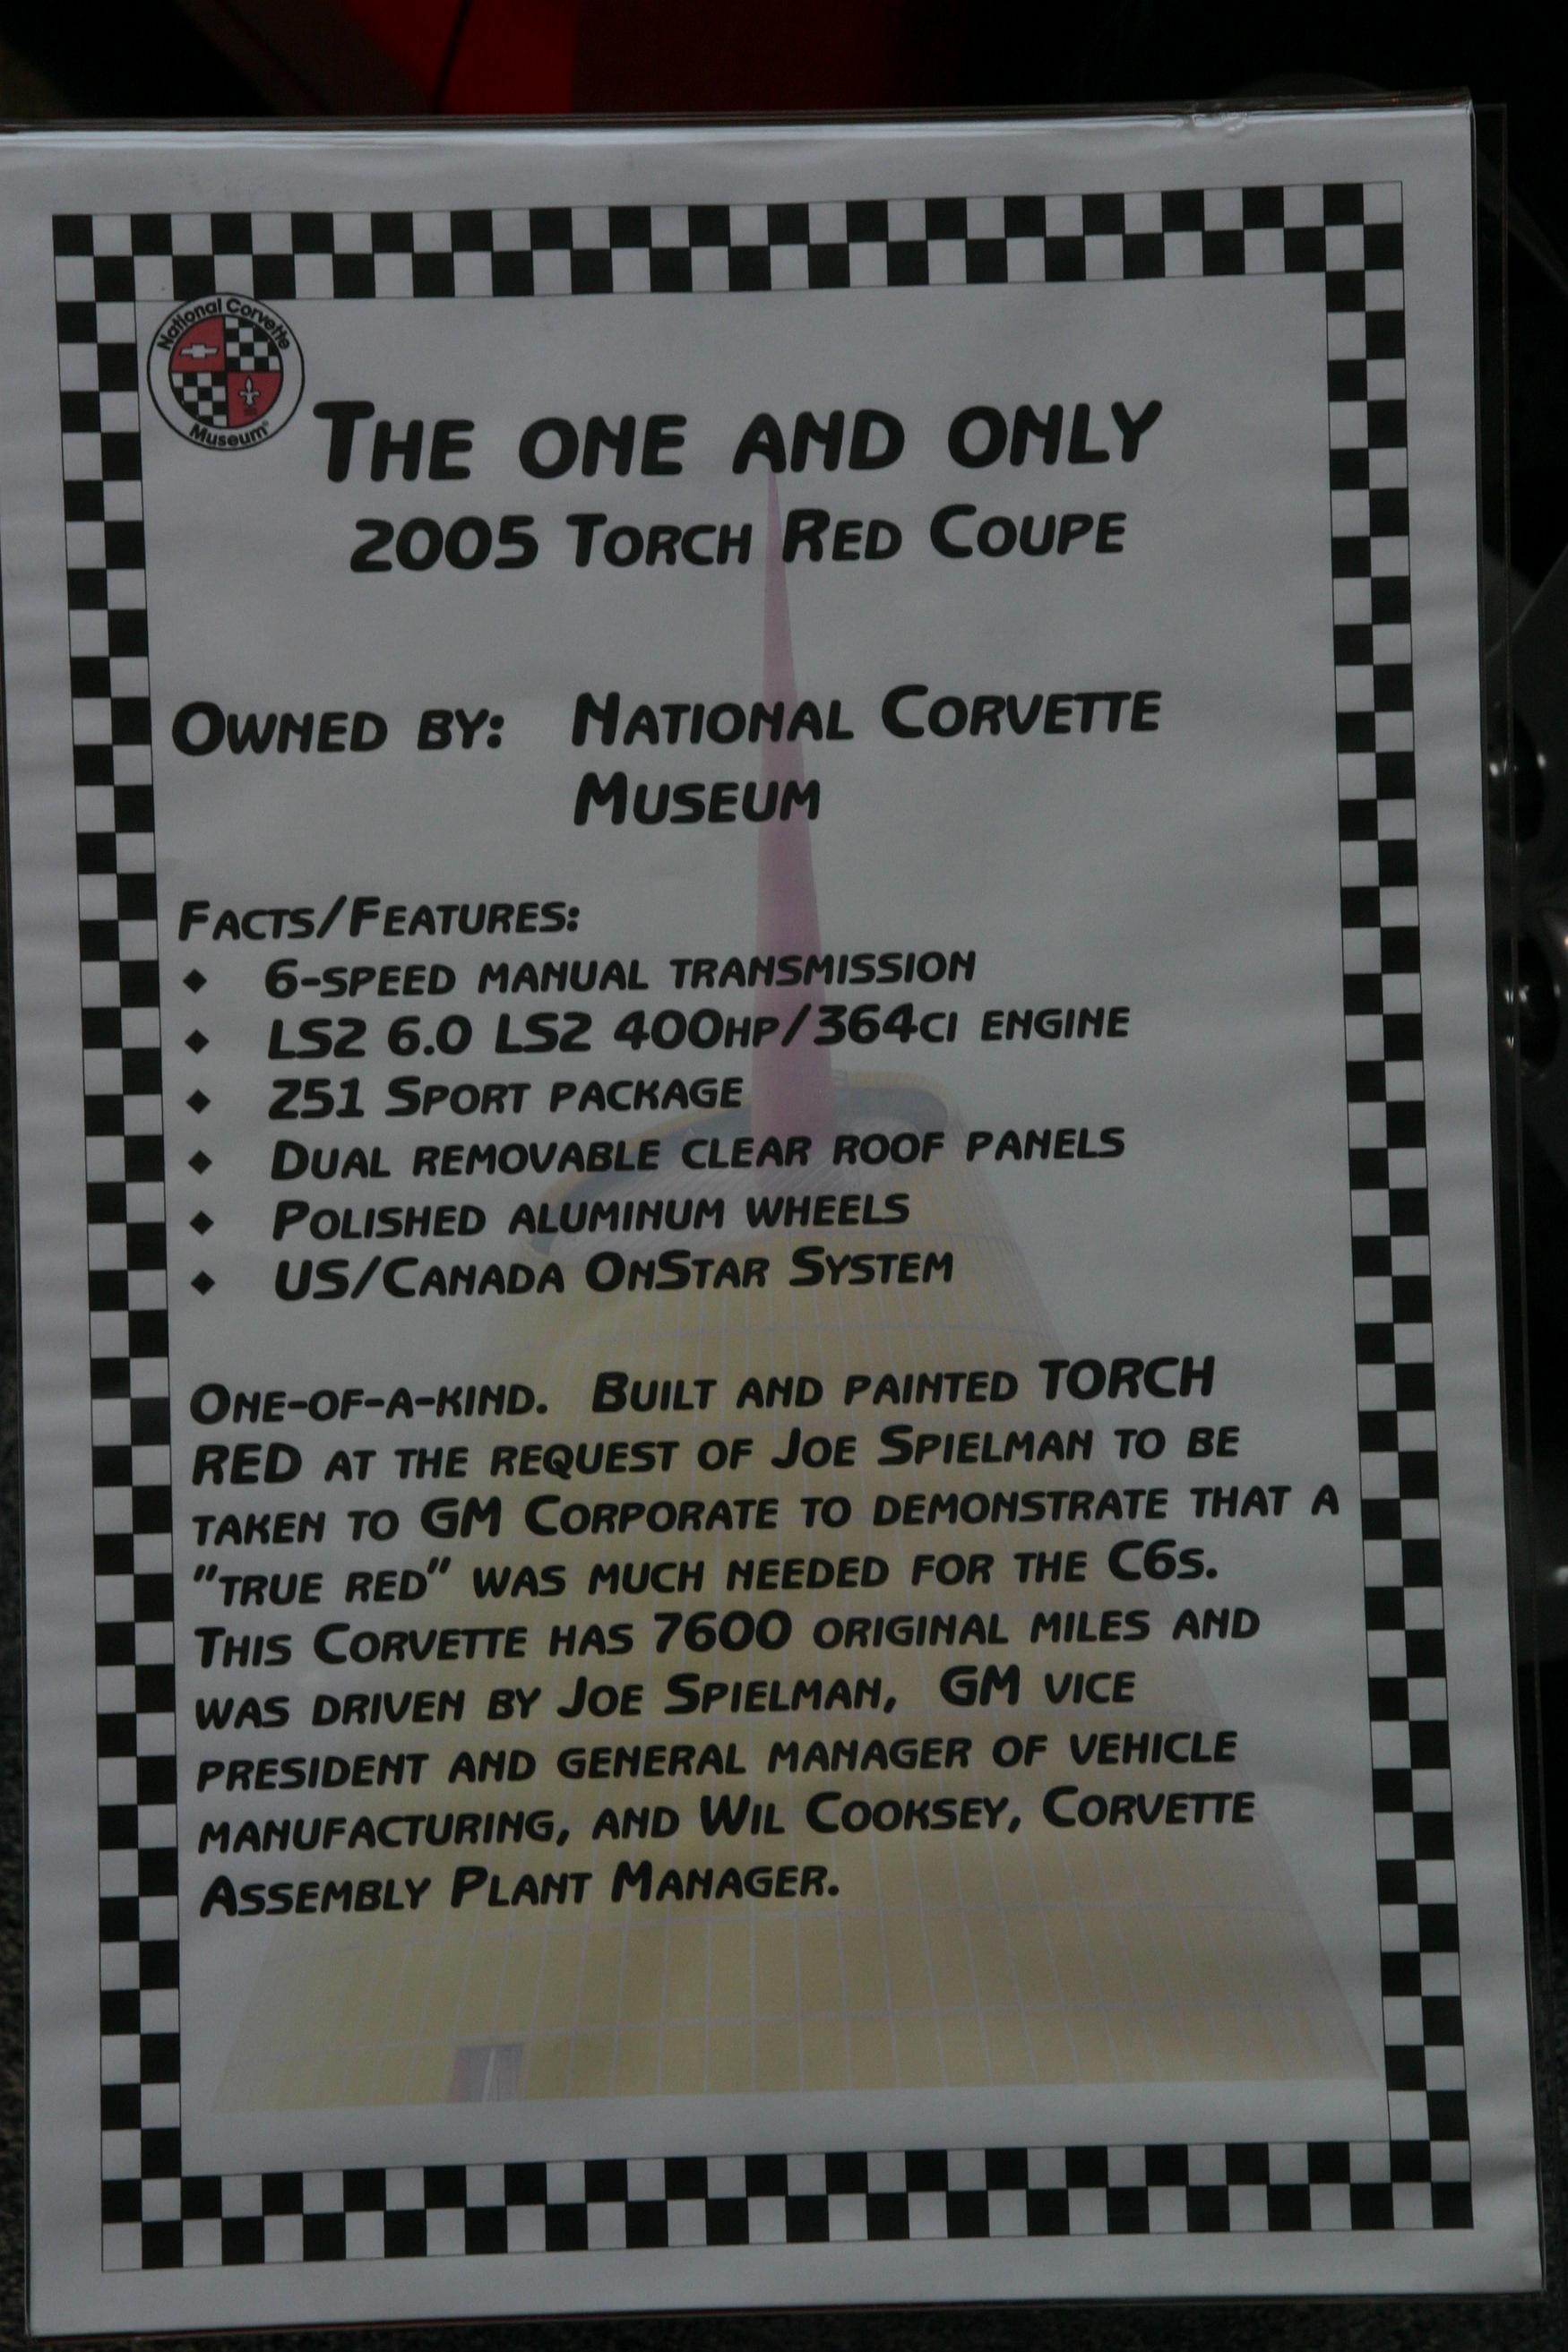 National Corvette
Museum
The one and only
2005 Torch Red Coupe
Owned by: National Corvette
Museum
Facts/Features:
◆ 6-speed manual transmission
◆ LS2 6.0 LS2 400hp/364ci engine
◆ Z51 Sport package
◆ Dual removable clear roof panels
◆ Polished aluminum wheels
◆ US/Canada OnStar System
One-of-a-kind. Built and painted TORCH
RED at the request of Joe Spielman to be
taken to GM Corporate to demonstrate that a
"true red" was much needed for the C6s.
This Corvette has 7600 original miles and
was driven by Joe Spielman, GM vice
president and general manager of vehicle
manufacturing, and Wil Cooksey, Corvette
Assembly Plant Manager.